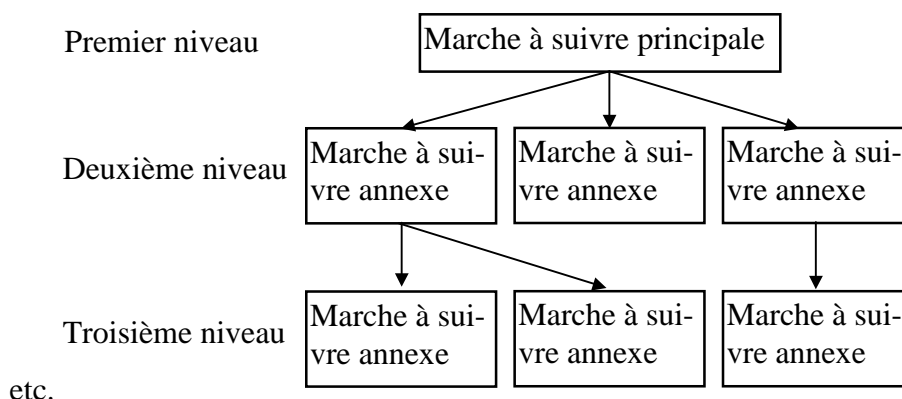 Premier niveau
Marche à suivre principale
Deuxième niveau
Marche à sui-
vre annexe
Marche à sui-
vre annexe
Marche à sui-
vre annexe
Troisième niveau
Marche à sui-
vre annexe
Marche à sui-
vre annexe
Marche à sui-
vre annexe
etc.